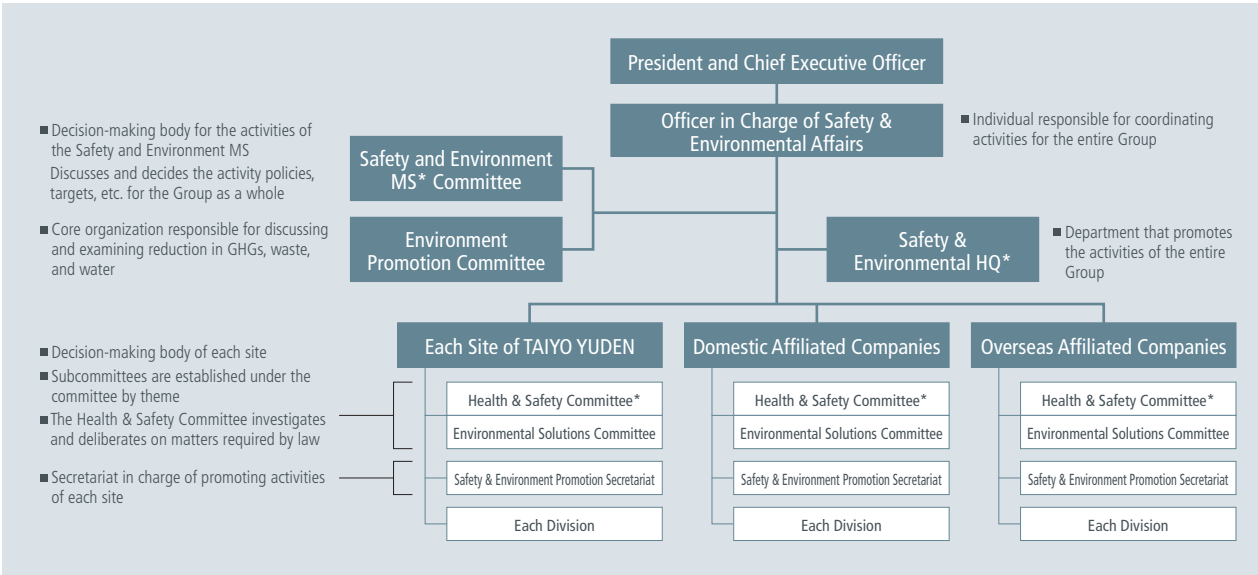 President and Chief Executive Officer
Officer in Charge of Safety &
Environmental Affairs
■ Individual responsible for coordinating
activities for the entire Group
■ Decision-making body for the activities of
the Safety and Environment MS
Discusses and decides the activity policies,
targets, etc. for the Group as a whole
Safety and Environment
MS* Committee
■ Core organization responsible for discussing
and examining reduction in GHGs, waste,
and water
Environment
Promotion Committee
Safety &
Environmental HQ*
■ Department that promotes
the activities of the entire
Group
■ Decision-making body of each site
■ Subcommittees are established under the
committee by theme
■ The Health & Safety Committee investigates
and deliberates on matters required by law
■ Secretariat in charge of promoting activities
of each site
Each Site of TAIYO YUDEN
Health & Safety Committee*
Environmental Solutions Committee
Safety & Environment Promotion Secretariat
Each Division
Domestic Affiliated Companies
Health & Safety Committee*
Environmental Solutions Committee
Safety & Environment Promotion Secretariat
Each Division
Overseas Affiliated Companies
Health & Safety Committee*
Environmental Solutions Committee
Safety & Environment Promotion Secretariat
Each Division